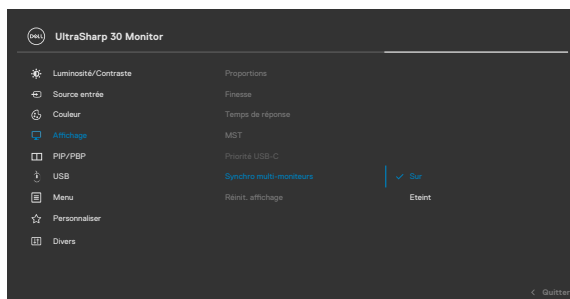 DELL UltraSharp 30 Monitor
Luminosité/Contraste Proportions
Source entrée Finesse
Couleur Temps de réponse
Affichage MST
PIP/PBP Priorité USB-C
USB Synchro multi-moniteurs Sur
Menu Réinit. affichage Eteint
Personnaliser
Divers
Quitter